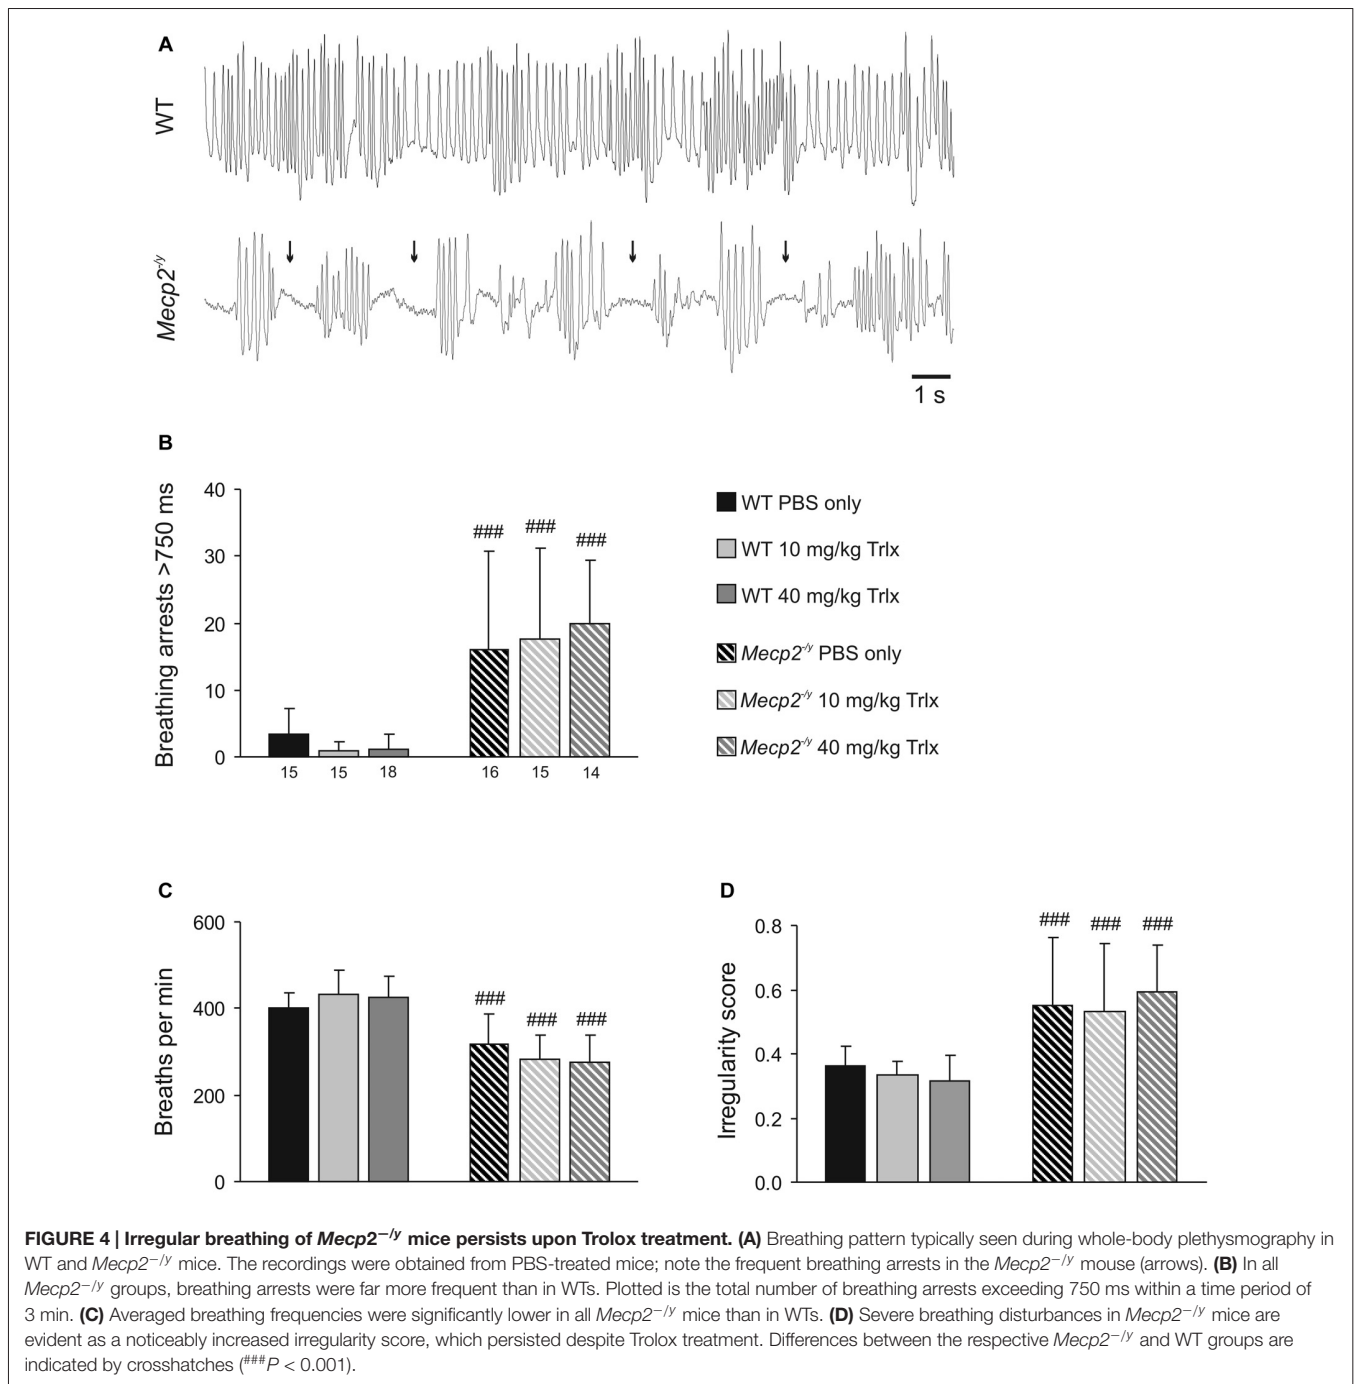 A
WT
Mecp2-/y
1 s
B
Breathing arrests >750 ms
40
30
20
10
0
###
###
###
15
15
18
16
15
14
WT PBS only
WT 10 mg/kg Trlx
WT 40 mg/kg Trlx
Mecp2-/y PBS only
Mecp2-/y 10 mg/kg Trlx
Mecp2-/y 40 mg/kg Trlx
C
Breaths per min
600
400
200
0
###
###
###
D
Irregularity score
0.8
0.6
0.4
0.2
0.0
###
###
###
FIGURE 4 | Irregular breathing of Mecp2−/y mice persists upon Trolox treatment. (A) Breathing pattern typically seen during whole-body plethysmography in
WT and Mecp2−/y mice. The recordings were obtained from PBS-treated mice; note the frequent breathing arrests in the Mecp2−/y mouse (arrows). (B) In all
Mecp2−/y groups, breathing arrests were far more frequent than in WTs. Plotted is the total number of breathing arrests exceeding 750 ms within a time period of
3 min. (C) Averaged breathing frequencies were significantly lower in all Mecp2−/y mice than in WTs. (D) Severe breathing disturbances in Mecp2−/y mice are
evident as a noticeably increased irregularity score, which persisted despite Trolox treatment. Differences between the respective Mecp2−/y and WT groups are
indicated by crosshatches (###P < 0.001).